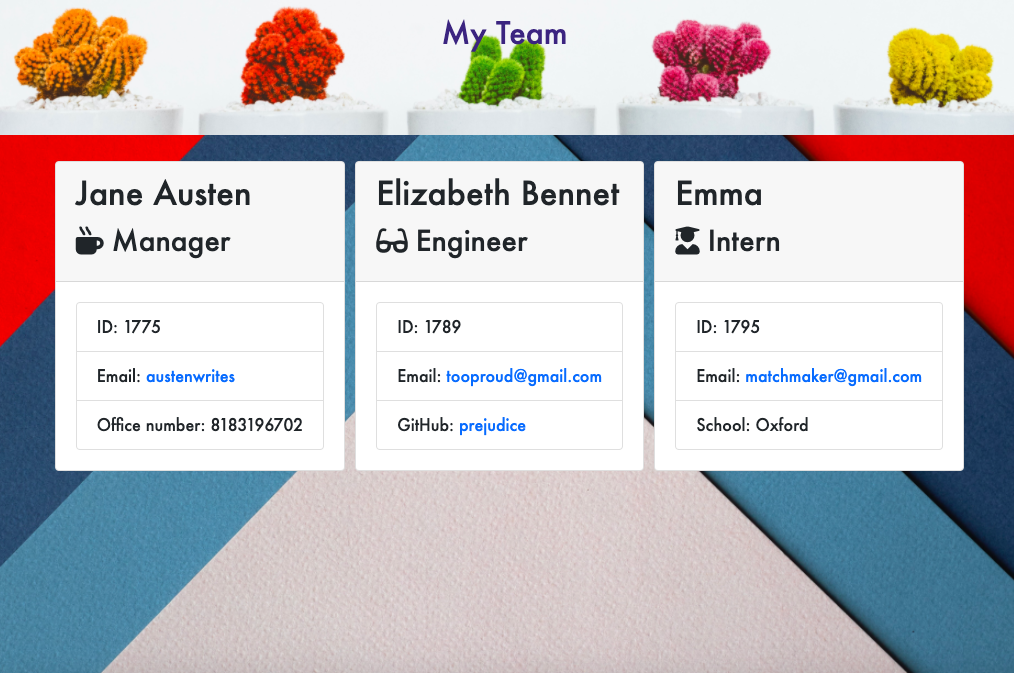 My Team
Jane Austen
Manager
ID: 1775
Email: austenwrites
Office number: 8183196702
Elizabeth Bennet
Engineer
ID: 1789
Email: tooproud@gmail.com
GitHub: prejudice
Emma
Intern
ID: 1795
Email: matchmaker@gmail.com
School: Oxford